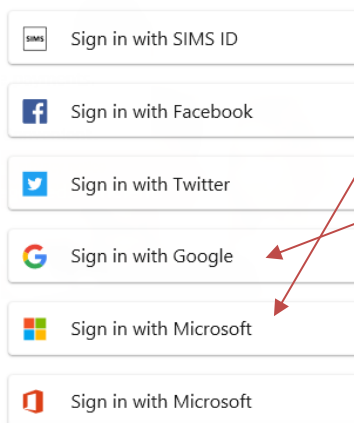 SIMS Sign in with SIMS ID
Sign in with Facebook
Sign in with Twitter
Sign in with Google
Sign in with Microsoft
Sign in with Microsoft